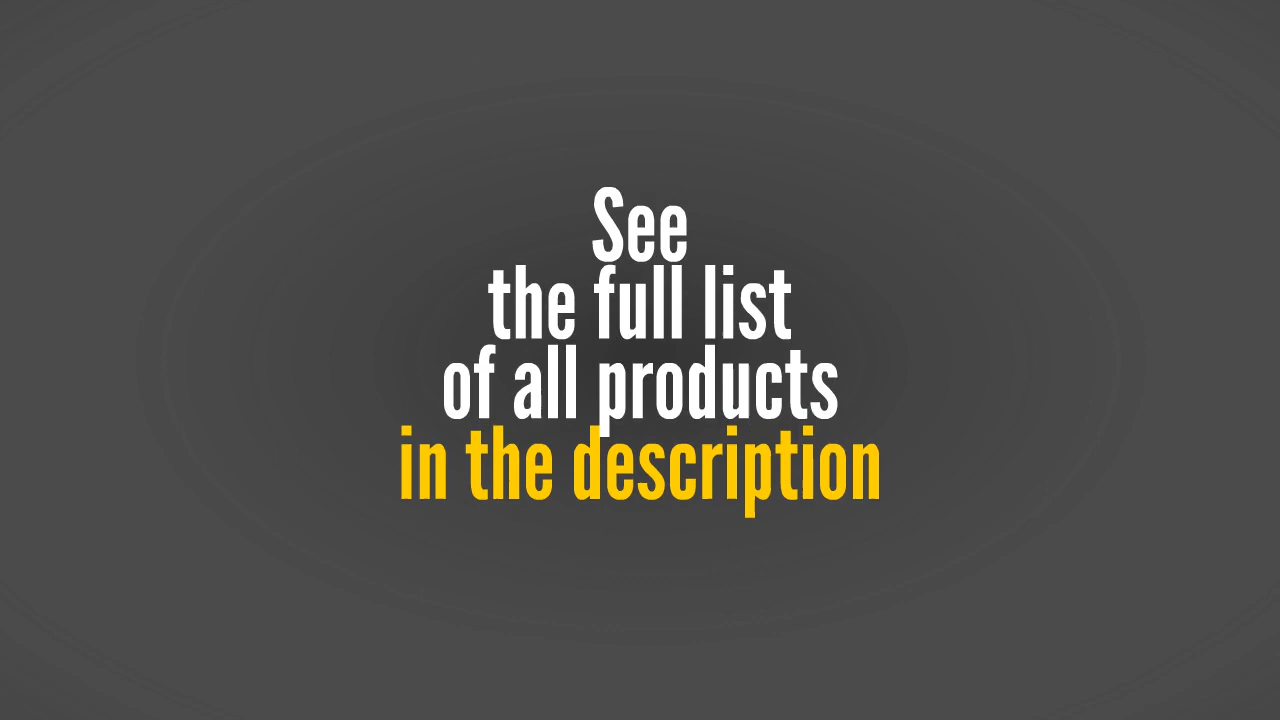 See
the full list
of all products
in the description